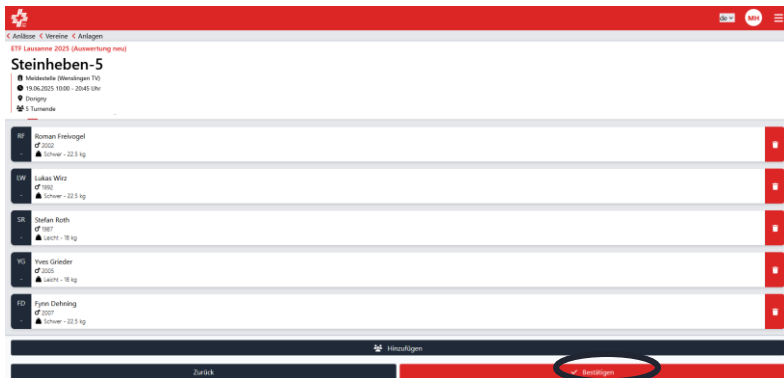 de
MH
< Anlässe < Vereine < Anlagen
ETF Lausanne 2025 (Auswertung neu)
Steinheben-5
Meldestelle (Wenslingen TV)
19.06.2025 10:00 - 20:45 Uhr
Dorigny
5 Turnende
RF
Roman Freivogel
2002
-
Schwer - 22.5 kg
LW
Lukas Wirz
1992
-
Schwer - 22.5 kg
SR
Stefan Roth
1987
-
Leicht - 18 kg
YG
Yves Grieder
2005
-
Leicht - 18 kg
FD
Fynn Dehning
2007
-
Schwer - 22.5 kg
Hinzufügen
Zurück
Bestätigen